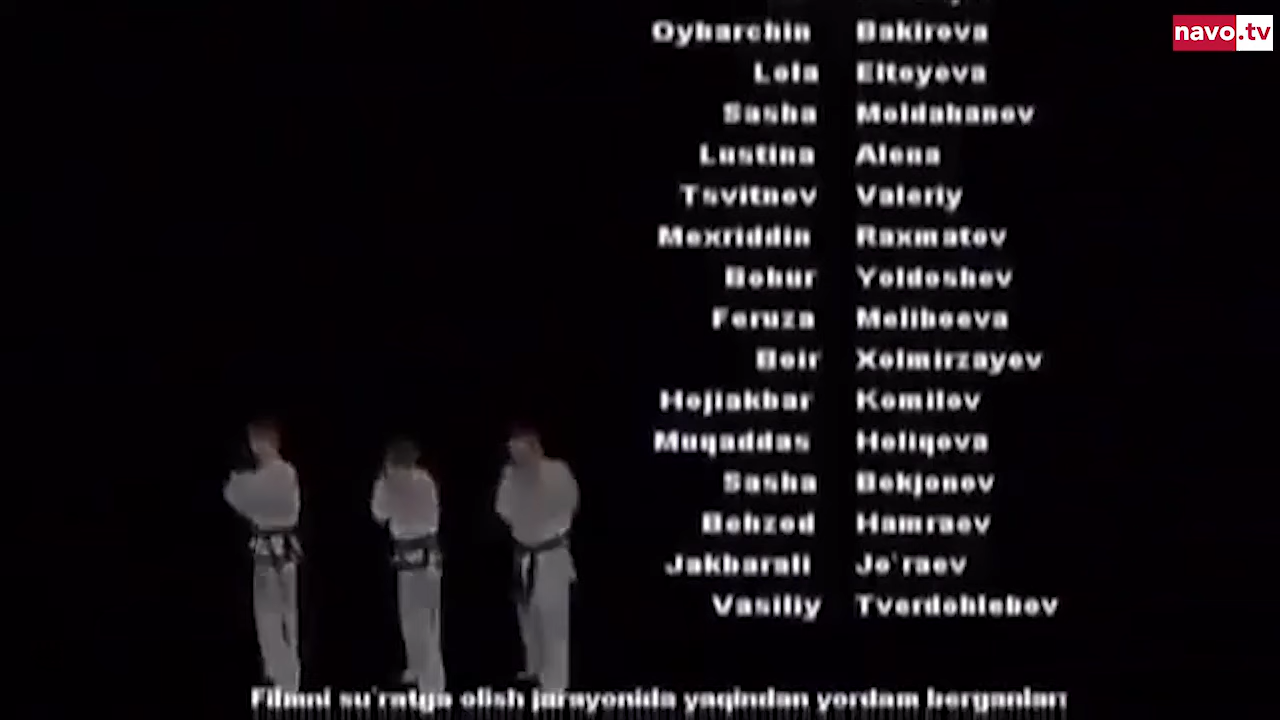 navo.tv
Oybarchin Bakirova
Lola Eltoyeva
Sasha Moldahanov
Lustina Alena
Tsvitnov Valeriy
Mexriddin Raxmatov
Bobur Yoldoshev
Feruza Meliboeva
Boir Xolmirzayev
Hojiakbar Komilov
Muqaddas Holiqova
Sasha Bekjonov
Behzod Hamraev
Jakbarali Jo'raev
Vasiliy Tverdohlebov
Filmni su'ratga olish jarayonida yaqindan yordam berganlar: